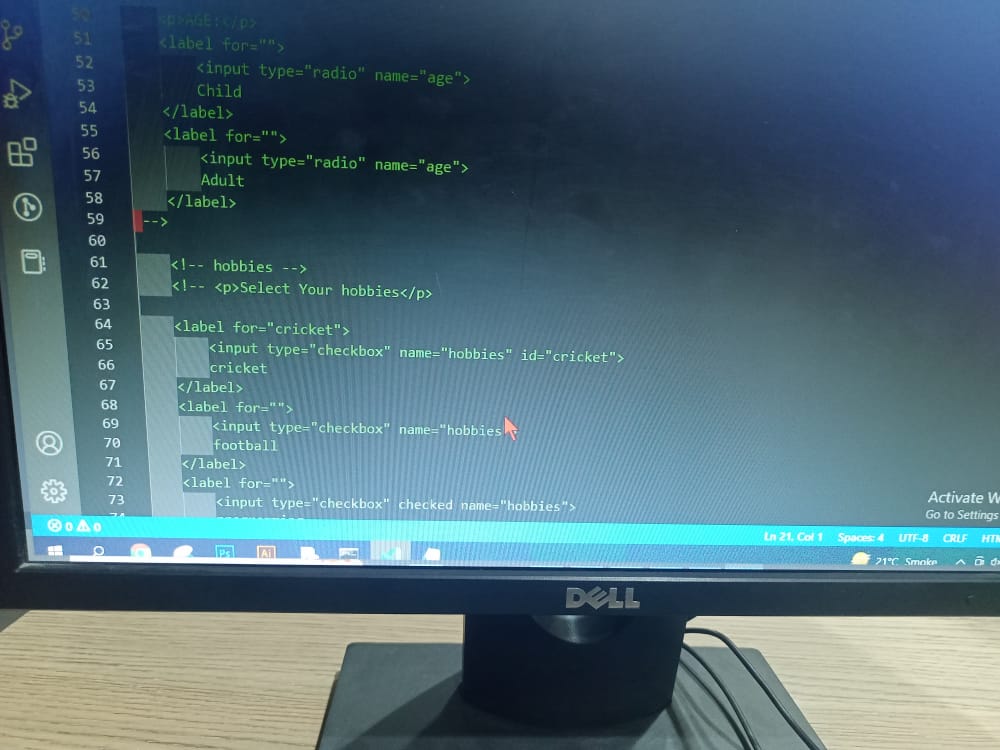 50 <p>AGE:</p>
51 <label for="">
52 <input type="radio" name="age">
53 Child
54 </label>
55 <label for="">
56 <input type="radio" name="age">
57 Adult
58 </label>
59 -->
60
61 <!-- hobbies -->
62 <!-- <p>Select Your hobbies</p>
63
64 <label for="cricket">
65 <input type="checkbox" name="hobbies" id="cricket">
66 cricket
67 </label>
68 <label for="">
69 <input type="checkbox" name="hobbies
70 football
71 </label>
72 <label for="">
73 <input type="checkbox" checked name="hobbies">
74
Activate W
Go to Settings
0 0 Ln 21, Col 1 Spaces: 4 UTF-8 CRLF HTM
Ps Ai 21°C Smoke
DELL